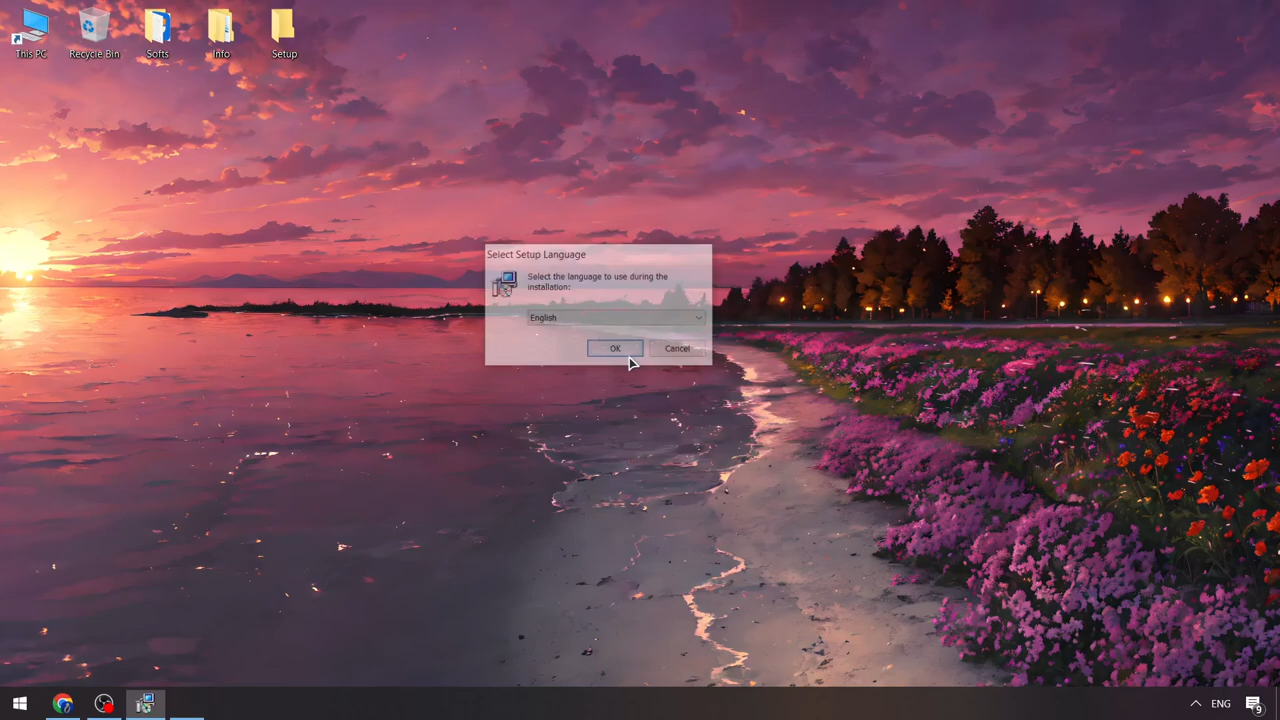 This PC
Recycle Bin
Softs
Info
Setup
Select Setup Language
Select the language to use during the
installation:
English
OK
Cancel
ENG
9